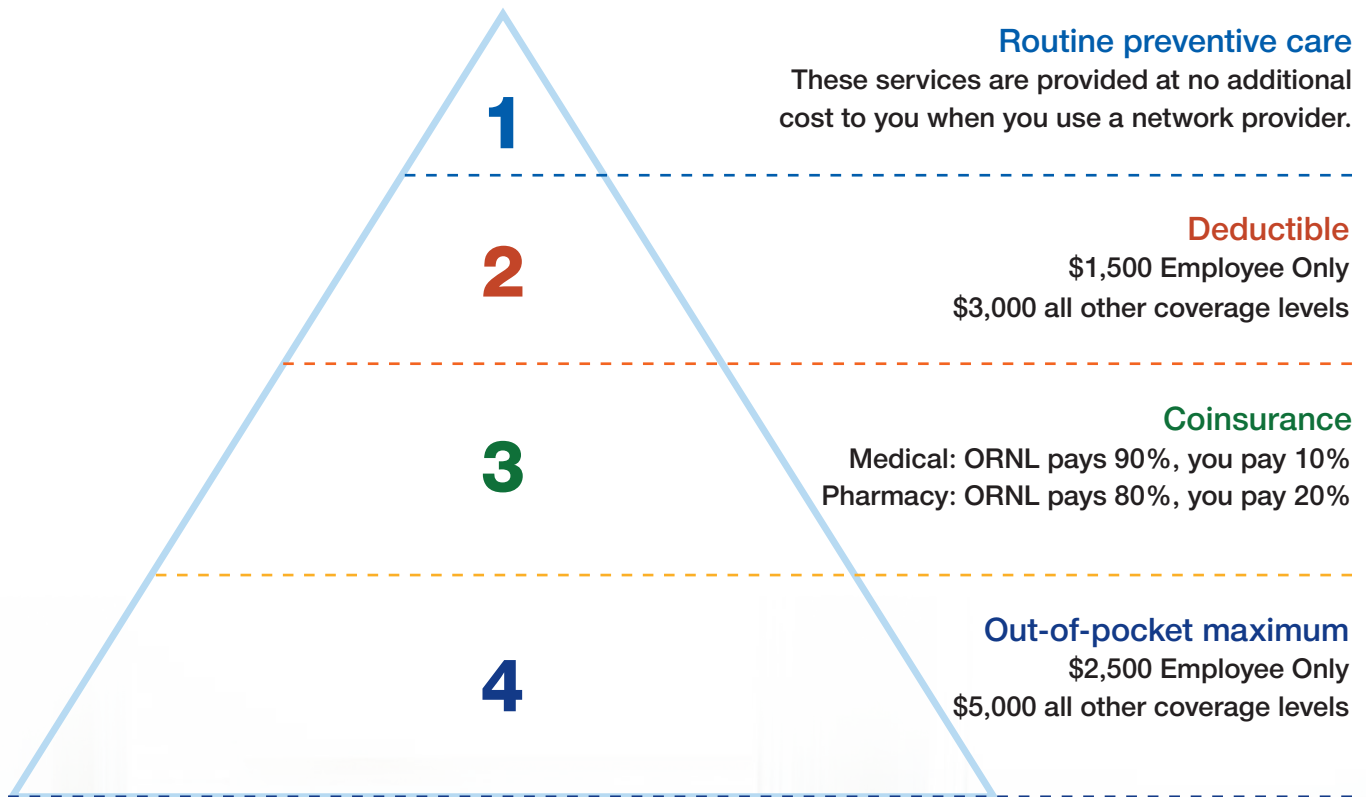 1
Routine preventive care
These services are provided at no additional
cost to you when you use a network provider.
2
Deductible
$1,500 Employee Only
$3,000 all other coverage levels
3
Coinsurance
Medical: ORNL pays 90%, you pay 10%
Pharmacy: ORNL pays 80%, you pay 20%
4
Out-of-pocket maximum
$2,500 Employee Only
$5,000 all other coverage levels